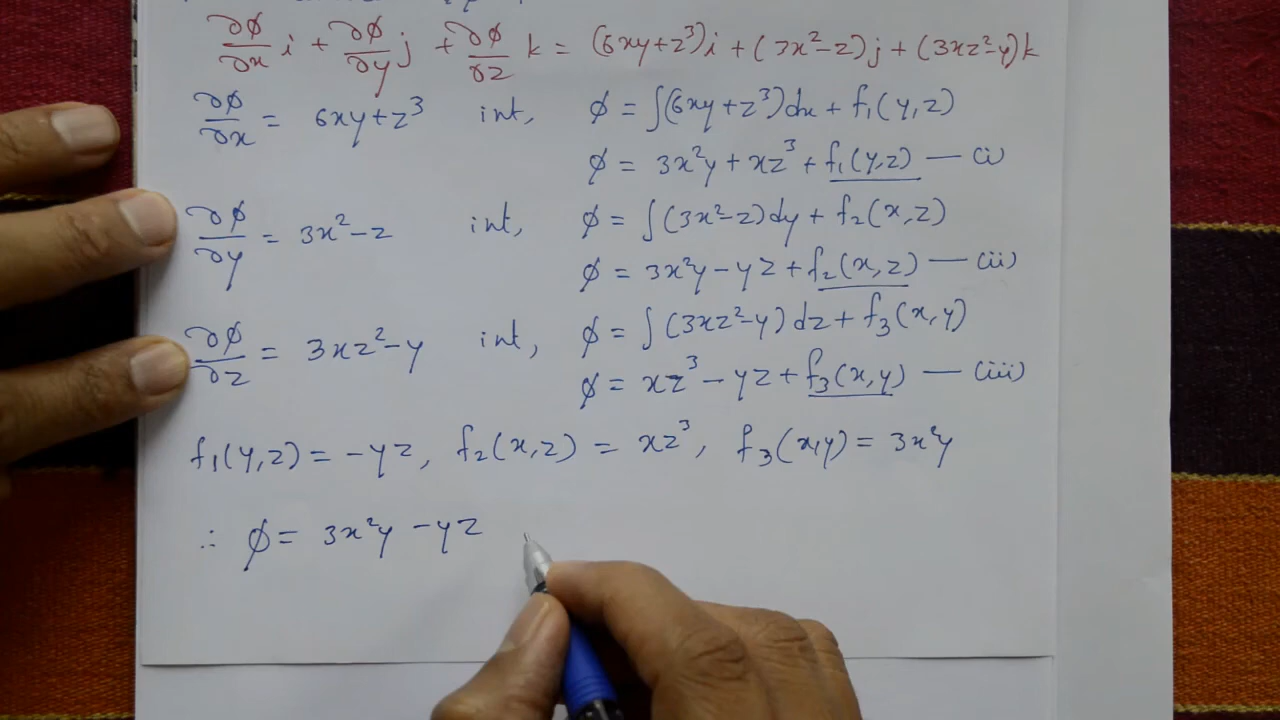 ∂ϕ/∂x i + ∂ϕ/∂y j + ∂ϕ/∂z k = (6xy+z³)i + (3x²-z)j + (3xz²-y)k
∂ϕ/∂x = 6xy+z³ int, ϕ = ∫(6xy+z³)dx + f₁(y,z)
ϕ = 3x²y + xz³ + f₁(y,z) — (i)
∂ϕ/∂y = 3x²-z int, ϕ = ∫(3x²-z)dy + f₂(x,z)
ϕ = 3x²y - yz + f₂(x,z) — (ii)
∂ϕ/∂z = 3xz²-y int, ϕ = ∫(3xz²-y)dz + f₃(x,y)
ϕ = xz³ - yz + f₃(x,y) — (iii)
f₁(y,z) = -yz, f₂(x,z) = xz³, f₃(x,y) = 3x²y
∴ ϕ = 3x²y - yz